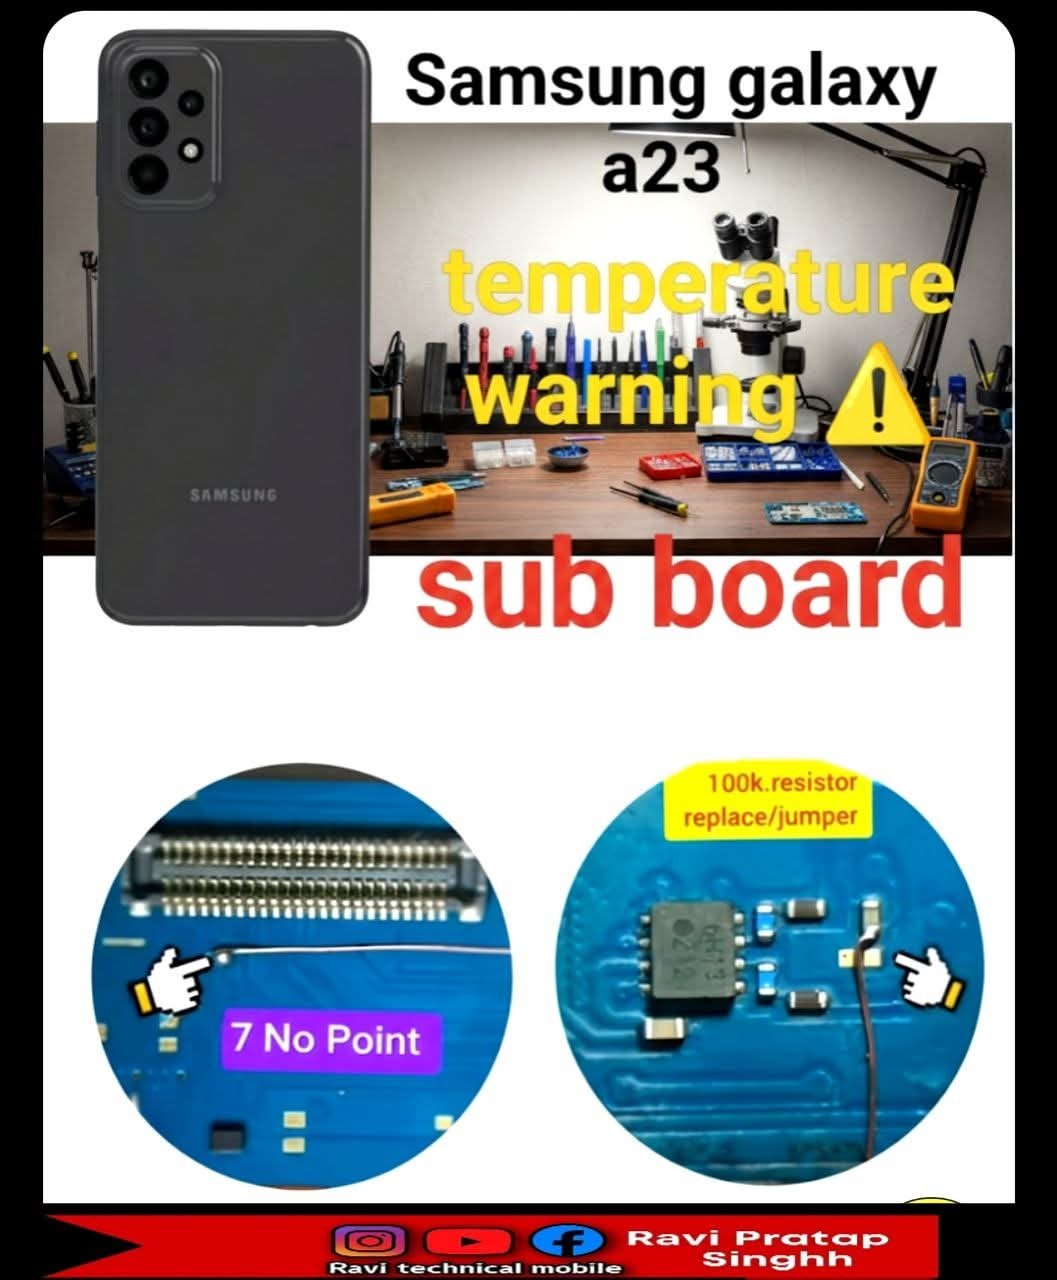 Samsung galaxy
a23
temperature
warning ⚠
SAMSUNG
sub board
100k.resistor
replace/jumper
7 No Point
Ravi Pratap
Singhh
Ravi technical mobile